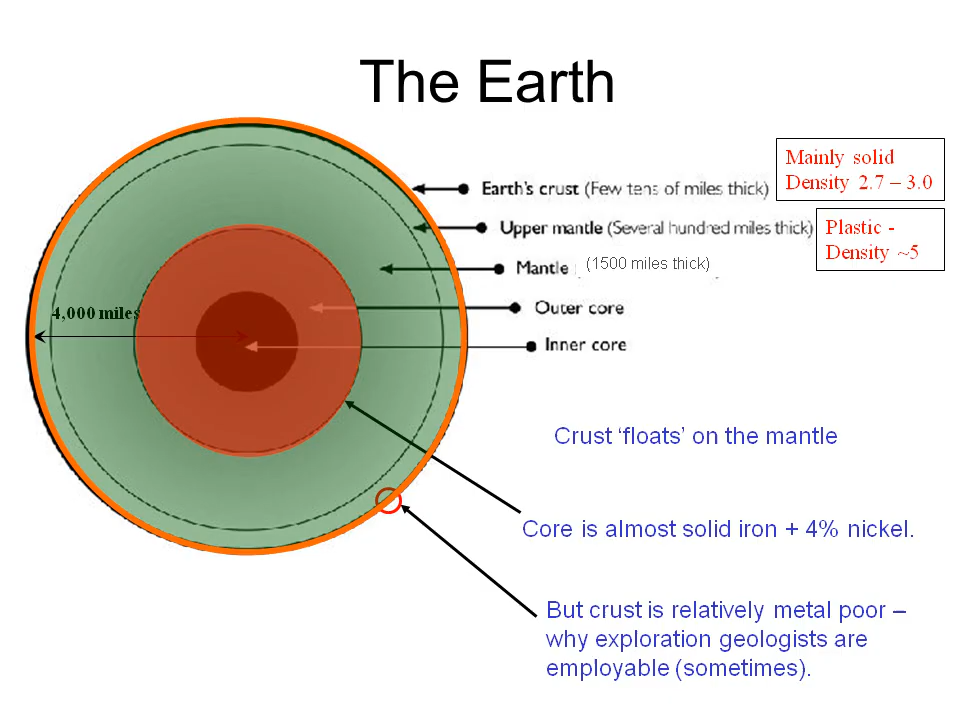 The Earth
Mainly solid
Density 2.7 – 3.0
Earth's crust (Few tens of miles thick)
Upper mantle (Several hundred miles thick)
Plastic -
Density ~5
Mantle (1500 miles thick)
Outer core
4,000 miles
Inner core
Crust ‘floats’ on the mantle
Core is almost solid iron + 4% nickel.
But crust is relatively metal poor –
why exploration geologists are
employable (sometimes).